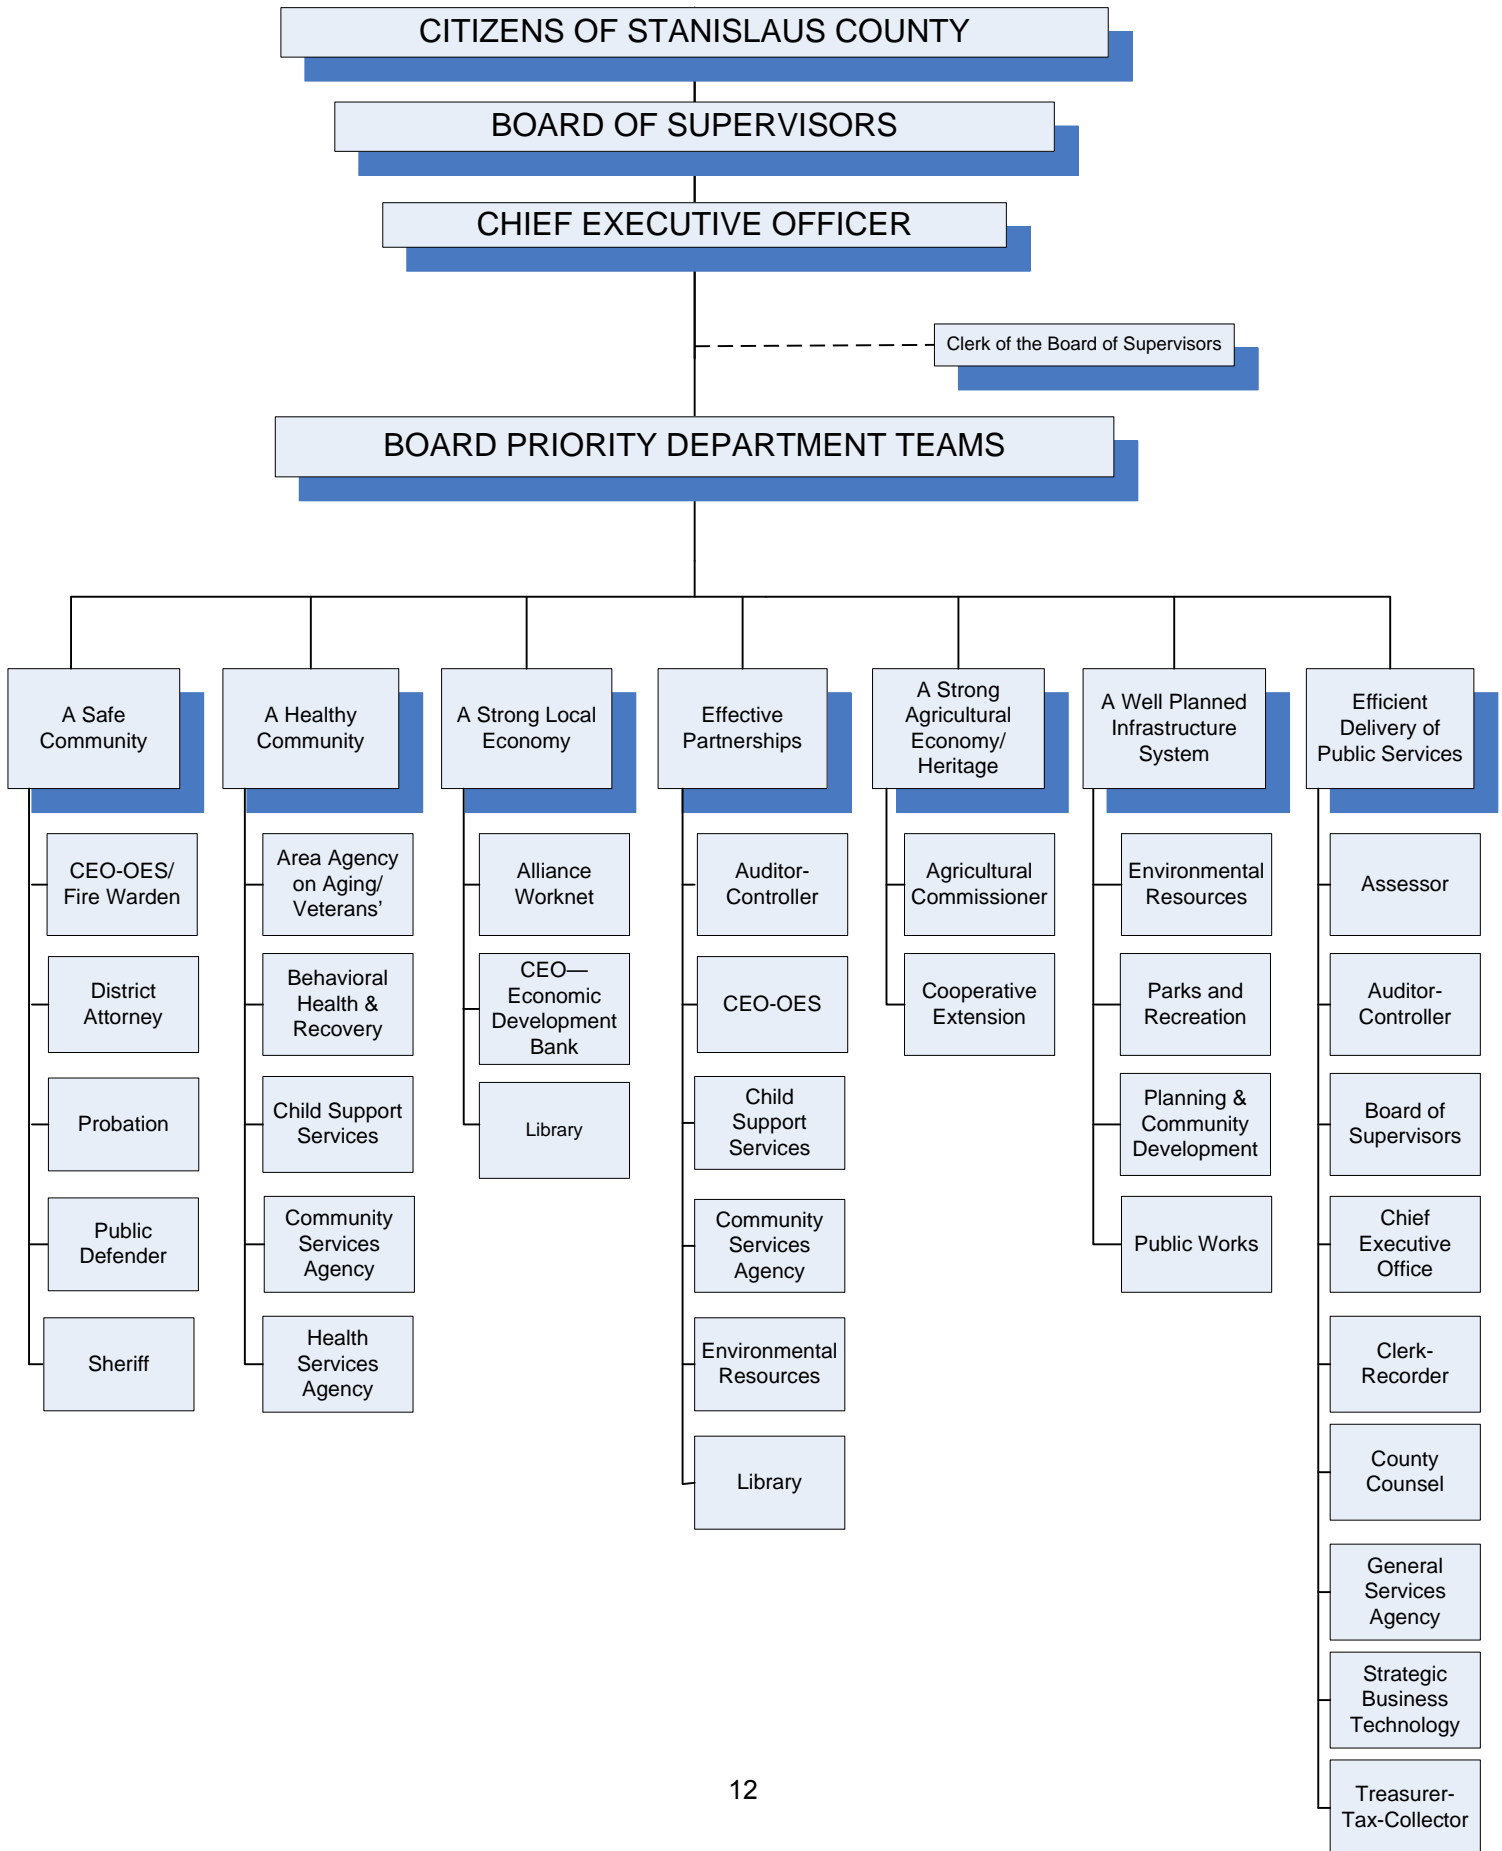 CITIZENS OF STANISLAUS COUNTY
BOARD OF SUPERVISORS
CHIEF EXECUTIVE OFFICER
Clerk of the Board of Supervisors
BOARD PRIORITY DEPARTMENT TEAMS
A Safe
Community
CEO-OES/
Fire Warden
District
Attorney
Probation
Public
Defender
Sheriff
A Healthy
Community
Area Agency
on Aging/
Veterans’
Behavioral
Health &
Recovery
Child Support
Services
Community
Services
Agency
Health
Services
Agency
A Strong Local
Economy
Alliance
Worknet
CEO—
Economic
Development
Bank
Library
Effective
Partnerships
Auditor-
Controller
CEO-OES
Child
Support
Services
Community
Services
Agency
Environmental
Resources
Library
A Strong
Agricultural
Economy/
Heritage
Agricultural
Commissioner
Cooperative
Extension
A Well Planned
Infrastructure
System
Environmental
Resources
Parks and
Recreation
Planning &
Community
Development
Public Works
Efficient
Delivery of
Public Services
Assessor
Auditor-
Controller
Board of
Supervisors
Chief
Executive
Office
Clerk-
Recorder
County
Counsel
General
Services
Agency
Strategic
Business
Technology
Treasurer-
Tax-Collector
12